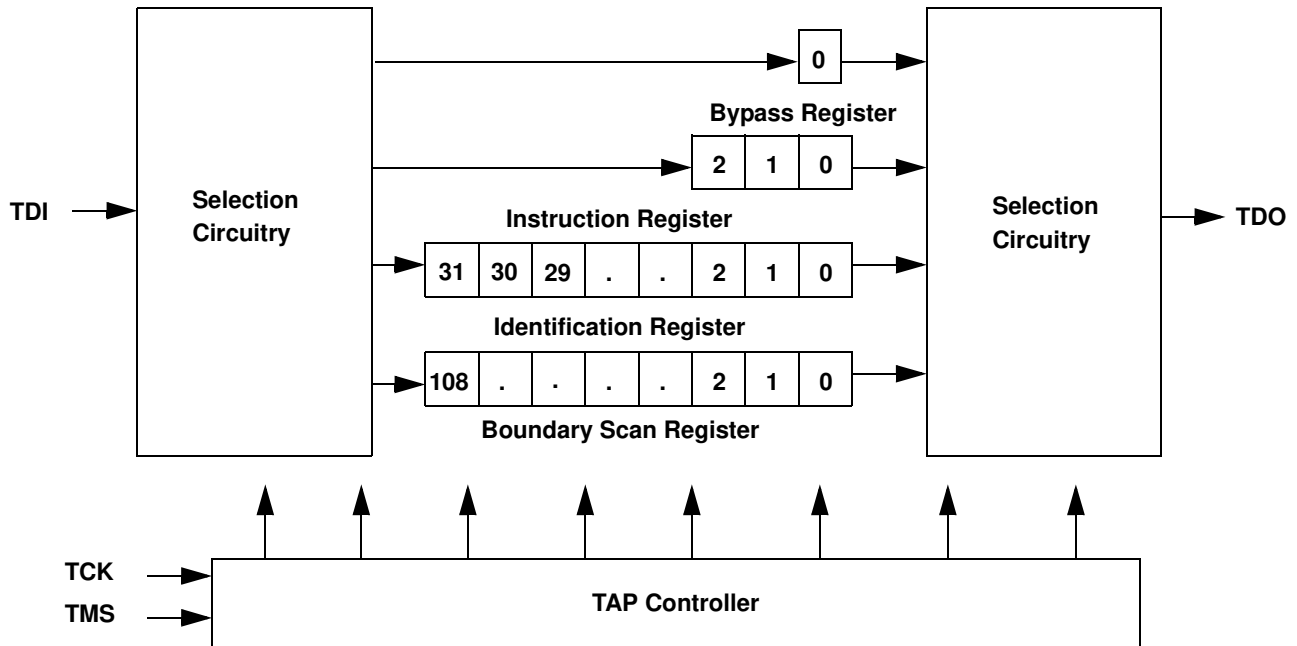 0
Bypass Register
2 1 0
Selection
Circuitry
TDI
Instruction Register
Selection
Circuitry
TDO
31 30 29 . . 2 1 0
Identification Register
108 . . . . 2 1 0
Boundary Scan Register
TCK
TMS
TAP Controller